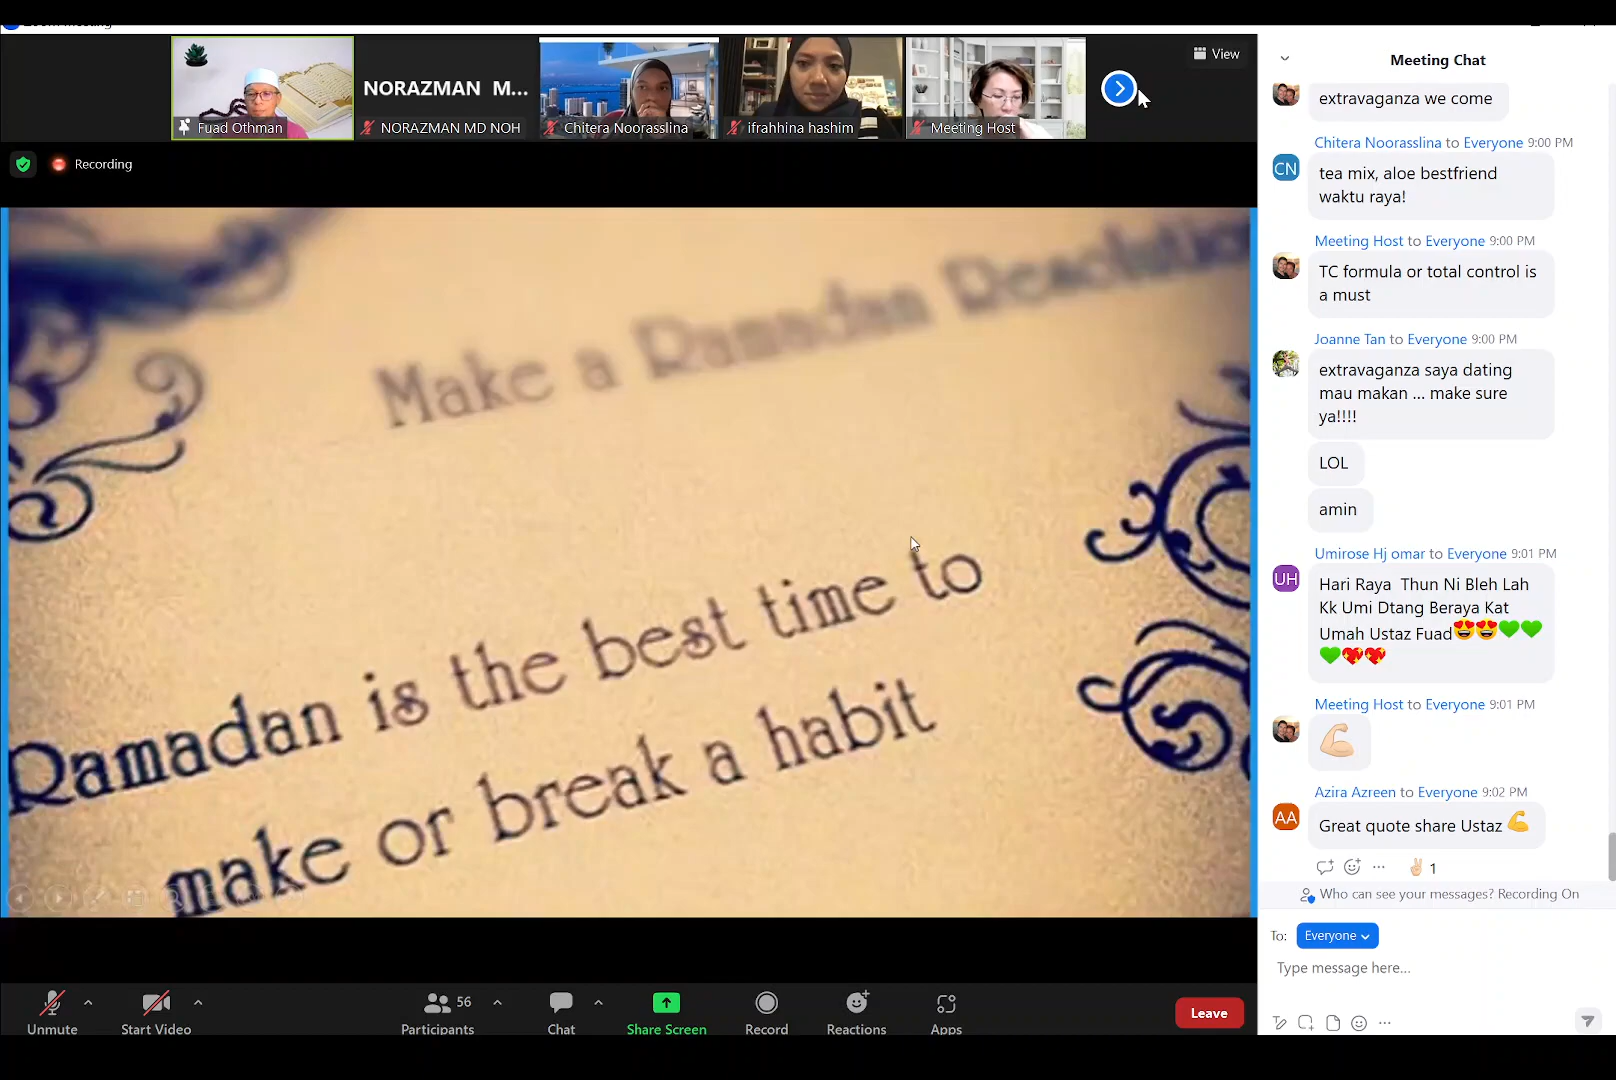 View
NORAZMAN M...
Fuad Othman
NORAZMAN MD NOH
Chitera Noorasslina
ifrahhina hashim
Meeting Host
Recording
Make a Ramadan Resolution
Ramadan is the best time to
make or break a habit
Meeting Chat
extravaganza we come
Chitera Noorasslina to Everyone 9:00 PM
CN
tea mix, aloe bestfriend
waktu raya!
Meeting Host to Everyone 9:00 PM
TC formula or total control is
a must
Joanne Tan to Everyone 9:00 PM
extravaganza saya dating
mau makan ... make sure
ya!!!!
LOL
amin
Umirose Hj omar to Everyone 9:01 PM
UH
Hari Raya Thun Ni Bleh Lah
Kk Umi Dtang Beraya Kat
Umah Ustaz Fuad😍😍💚💚
💚💖💖
Meeting Host to Everyone 9:01 PM
💪🏻
Azira Azreen to Everyone 9:02 PM
AA
Great quote share Ustaz 💪
✌🏻 1
Who can see your messages? Recording On
To: Everyone
Type message here...
Unmute
Start Video
56
Participants
Chat
Share Screen
Record
Reactions
Apps
Leave